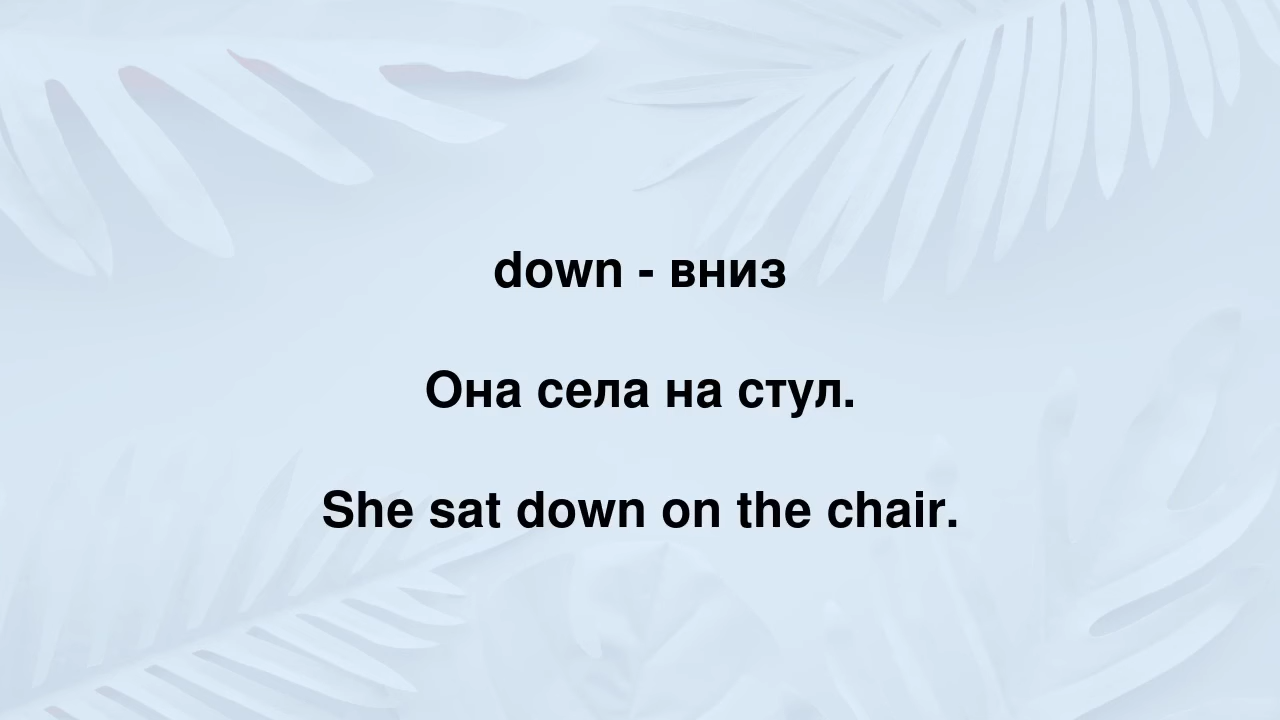 down - вниз
Она села на стул.
She sat down on the chair.